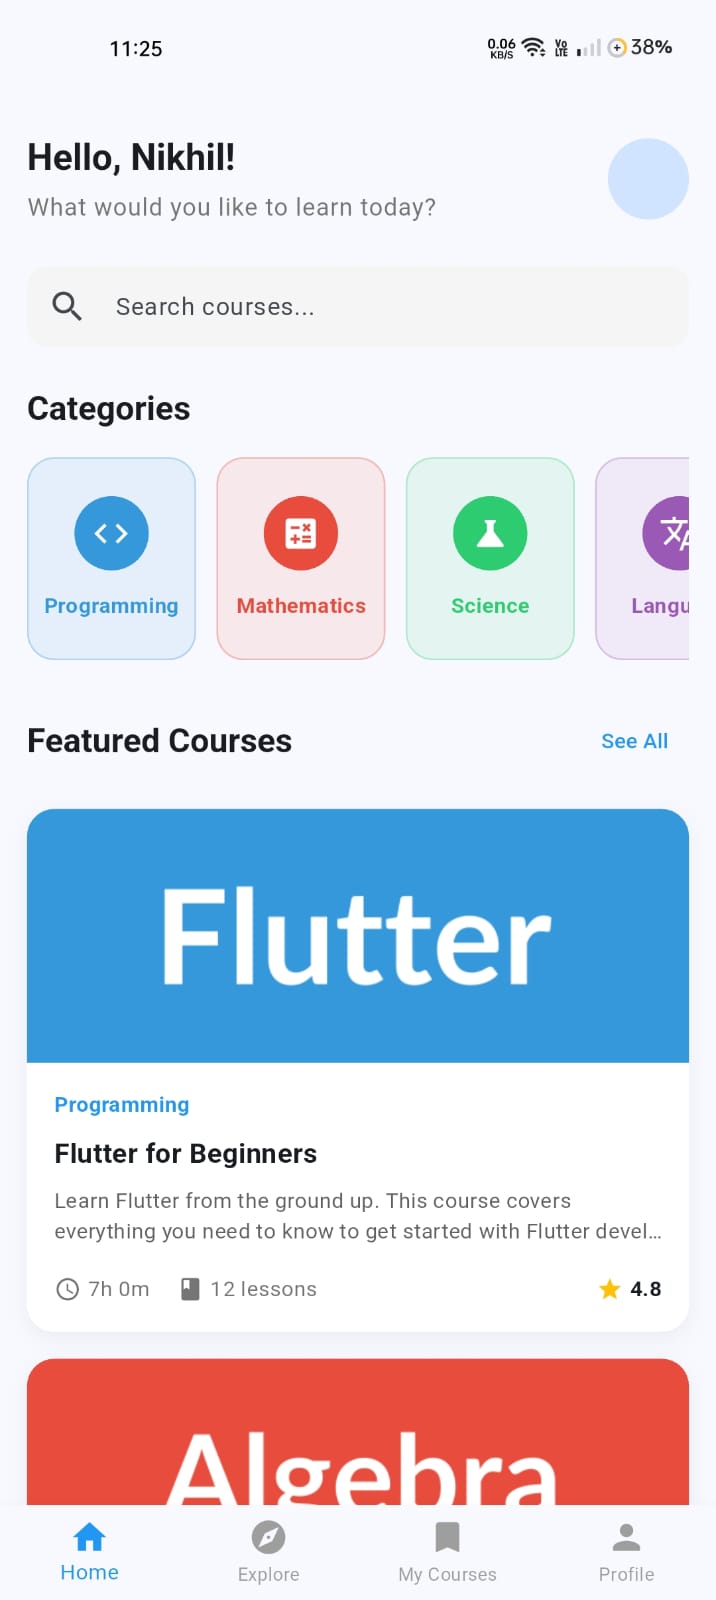 11:25
0.06 KB/S
Vo LTE
38%
Hello, Nikhil!
What would you like to learn today?
Search courses...
Categories
Programming
Mathematics
Science
Langu
Featured Courses
See All
Flutter
Programming
Flutter for Beginners
Learn Flutter from the ground up. This course covers
everything you need to know to get started with Flutter devel...
7h 0m
12 lessons
4.8
Algebra
Home
Explore
My Courses
Profile